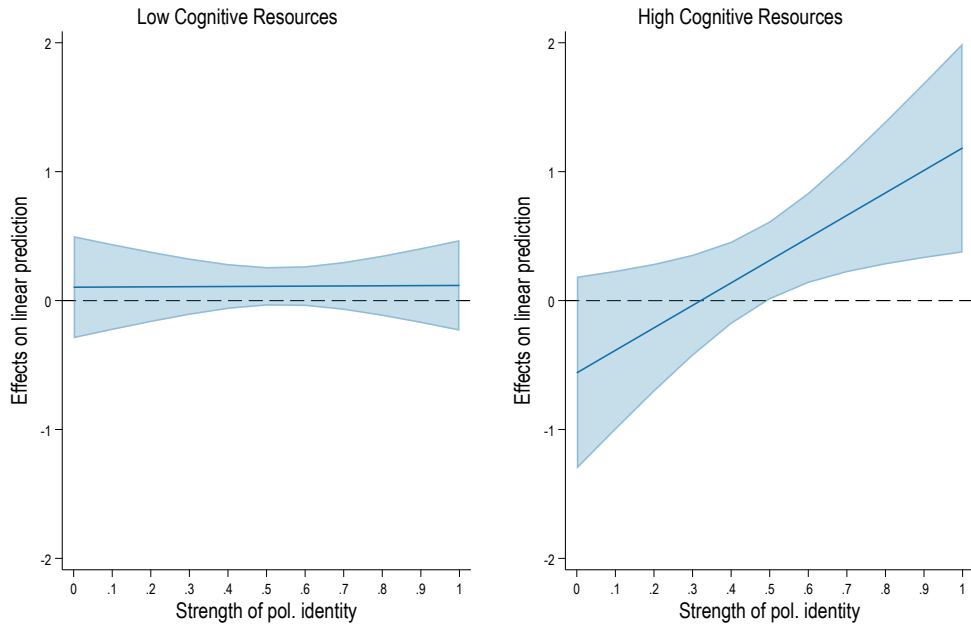 Low Cognitive Resources
Effects on linear prediction
2
1
0
-1
-2
0 .1 .2 .3 .4 .5 .6 .7 .8 .9 1
Strength of pol. identity
High Cognitive Resources
Effects on linear prediction
2
1
0
-1
-2
0 .1 .2 .3 .4 .5 .6 .7 .8 .9 1
Strength of pol. identity